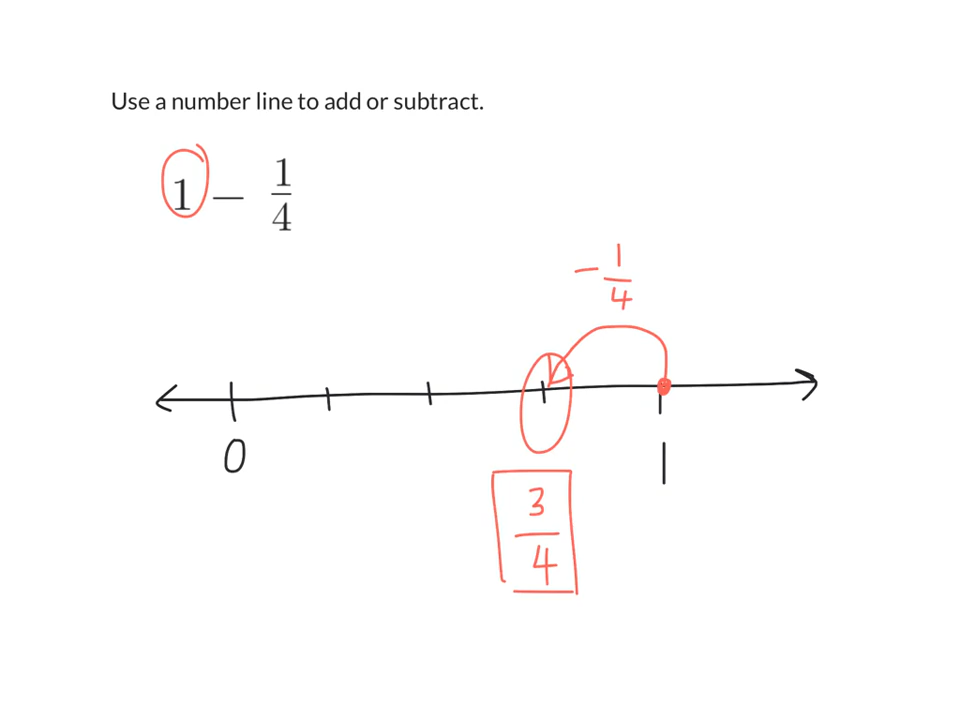 Use a number line to add or subtract.
1 − 1/4
− 1/4
0 1
3/4